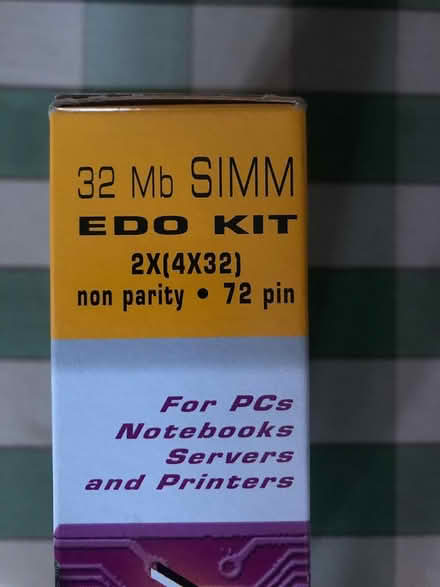 32 Mb SIMM
EDO KIT
2X(4X32)
non parity • 72 pin
For PCs
Notebooks
Servers
and Printers